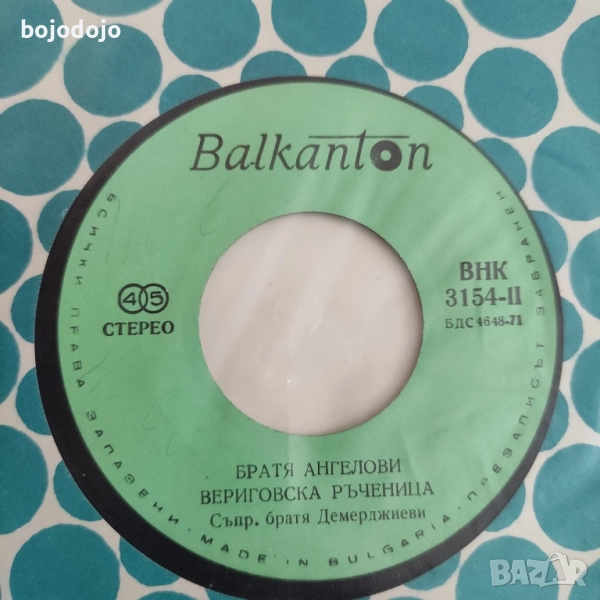 bojodojo
Balkanton
45
СТЕРЕО
ВНК
3154-II
БДС 4648-71
БРАТЯ АНГЕЛОВИ
ВЕРИГОВСКА РЪЧЕНИЦА
Съпр. братя Демерджиеви
ВСИЧКИ ПРАВА ЗАПАЗЕНИ. MADE IN BULGARIA. ПРЕЗАПИСЪТ ЗАБРАНЕН
BAZAR